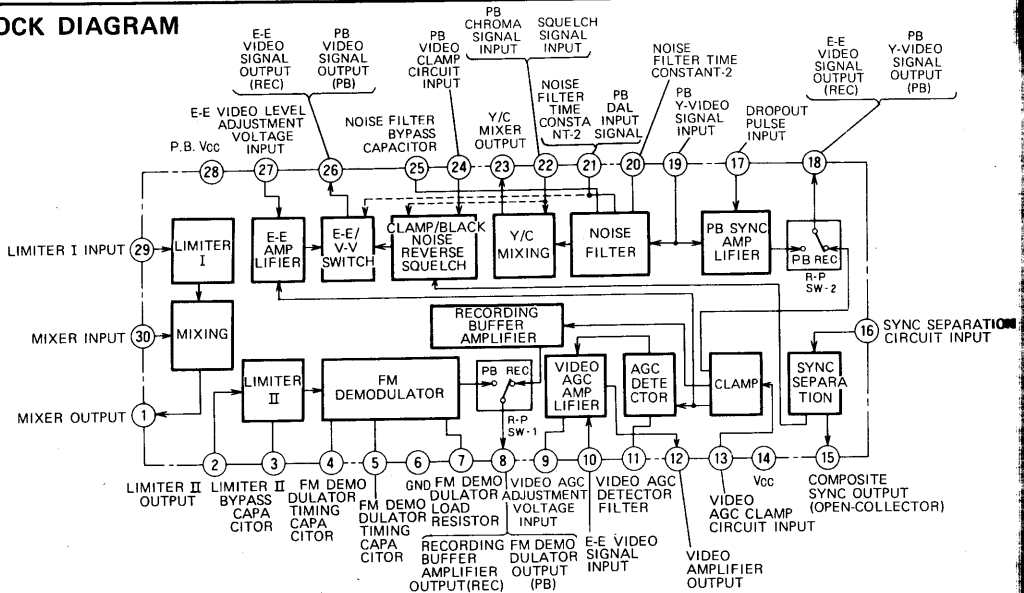 OCK DIAGRAM
E-E
VIDEO
SIGNAL
OUTPUT
(REC)
PB
VIDEO
SIGNAL
OUTPUT
(PB)
PB
VIDEO
CLAMP
CIRCUIT
INPUT
PB
CHROMA
SIGNAL
INPUT
SQUELCH
SIGNAL
INPUT
NOISE
FILTER TIME
CONSTANT-2
E-E
VIDEO
SIGNAL
OUTPUT
(REC)
PB
Y-VIDEO
SIGNAL
OUTPUT
(PB)
E-E VIDEO LEVEL
ADJUSTMENT
VOLTAGE
INPUT
NOISE FILTER
BYPASS
CAPACITOR
Y/C
MIXER
OUTPUT
NOISE
FILTER
TIME
CONSTA
NT-2
PB
DAL
INPUT
SIGNAL
PB
Y-VIDEO
SIGNAL
INPUT
DROPOUT
PULSE
INPUT
P.B. Vcc
28
27
26
25
24
23
22
21
20
19
17
18
LIMITER I INPUT
29
LIMITER
I
E-E
AMP
LIFIER
E-E/
V-V
SWITCH
CLAMP/BLACK
NOISE
REVERSE
SQUELCH
Y/C
MIXING
NOISE
FILTER
PB SYNC
AMP
LIFIER
PB REC
R-P
SW-2
MIXER INPUT
30
MIXING
RECORDING
BUFFER
AMPLIFIER
16
SYNC SEPARATION
CIRCUIT INPUT
MIXER OUTPUT
1
LIMITER
II
FM
DEMODULATOR
PB REC
R-P
SW-1
VIDEO
AGC AMP
LIFIER
AGC
DETE
CTOR
CLAMP
SYNC
SEPARA
TION
2
3
4
5
6
7
8
9
10
11
12
13
14
15
LIMITER II
OUTPUT
LIMITER II
BYPASS
CAPA
CITOR
FM DEMO
DULATOR
TIMING
CAPA
CITOR
FM DEMO
DULATOR
TIMING
CAPA
CITOR
GND
FM DEMO
DULATOR
LOAD
RESISTOR
RECORDING
BUFFER
AMPLIFIER
OUTPUT(REC)
FM DEMO
DULATOR
OUTPUT
(PB)
VIDEO AGC
ADJUSTMENT
VOLTAGE
INPUT
E-E VIDEO
SIGNAL
INPUT
VIDEO AGC
DETECTOR
FILTER
VIDEO
AMPLIFIER
OUTPUT
VIDEO
AGC CLAMP
CIRCUIT INPUT
Vcc
COMPOSITE
SYNC OUTPUT
(OPEN-COLLECTOR)